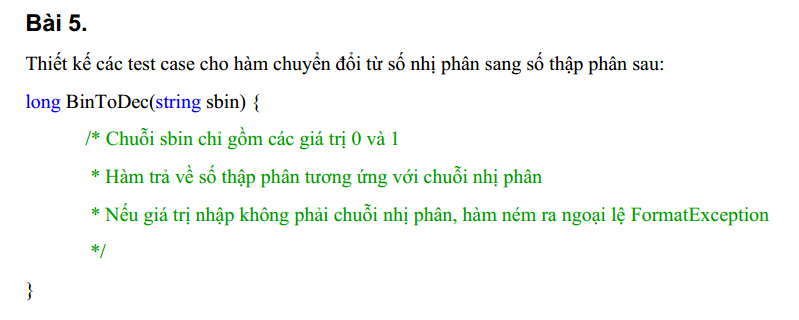 Bài 5.
Thiết kế các test case cho hàm chuyển đổi từ số nhị phân sang số thập phân sau:
long BinToDec(string sbin) {
/* Chuỗi sbin chỉ gồm các giá trị 0 và 1
* Hàm trả về số thập phân tương ứng với chuỗi nhị phân
* Nếu giá trị nhập không phải chuỗi nhị phân, hàm ném ra ngoại lệ FormatException
*/
}